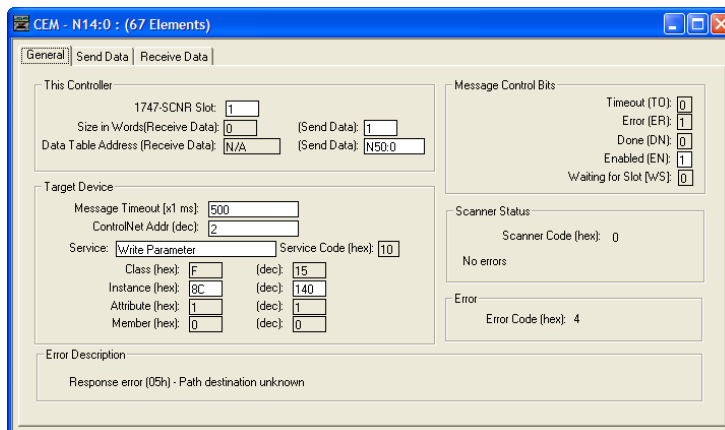 CEM - N14:0 : (67 Elements)
General Send Data Receive Data
This Controller
1747-SCNR Slot: 1
Size in Words(Receive Data): 0 (Send Data): 1
Data Table Address (Receive Data): N/A (Send Data): N50:0
Target Device
Message Timeout [x1 ms]: 500
ControlNet Addr (dec): 2
Service: Write Parameter Service Code (hex): 10
Class (hex): F (dec): 15
Instance (hex): 8C (dec): 140
Attribute (hex): 1 (dec): 1
Member (hex): 0 (dec): 0
Message Control Bits
Timeout (TO): 0
Error (ER): 1
Done (DN): 0
Enabled (EN): 1
Waiting for Slot [WS]: 0
Scanner Status
Scanner Code (hex): 0
No errors
Error
Error Code (hex): 4
Error Description
Response error (05h) - Path destination unknown